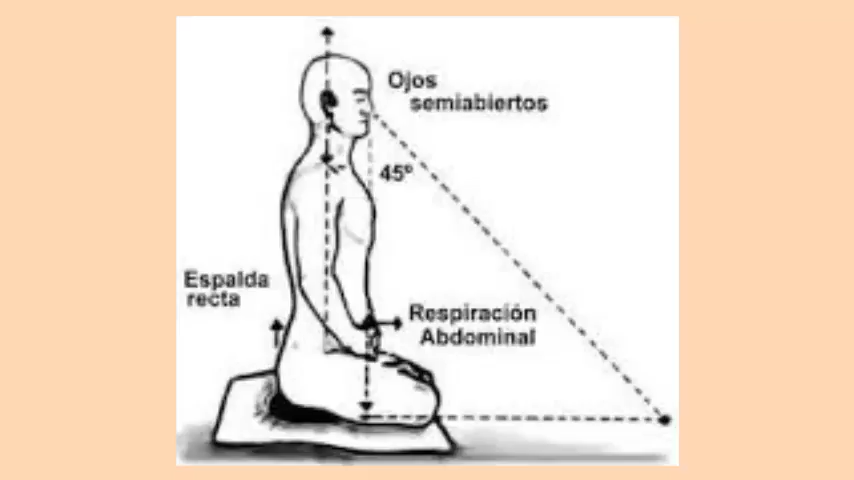 Ojos
semiabiertos
45º
Espalda
recta
Respiración
Abdominal